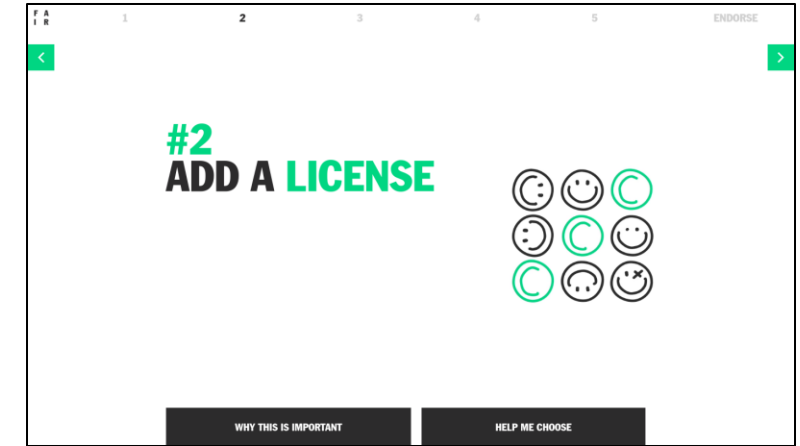 F A
I R
1
2
3
4
5
ENDORSE
#2
ADD A LICENSE
WHY THIS IS IMPORTANT
HELP ME CHOOSE